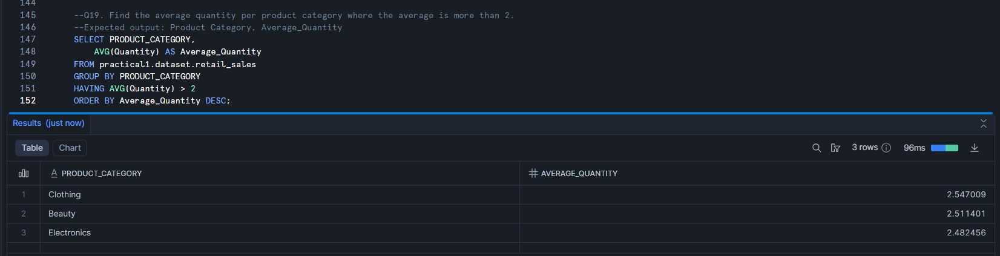 144
145 --Q19. Find the average quantity per product category where the average is more than 2.
146 --Expected output: Product Category, Average_Quantity
147 SELECT PRODUCT_CATEGORY,
148 AVG(Quantity) AS Average_Quantity
149 FROM practical1.dataset.retail_sales
150 GROUP BY PRODUCT_CATEGORY
151 HAVING AVG(Quantity) > 2
152 ORDER BY Average_Quantity DESC;
Results (just now)
Table Chart 3 rows 96ms
A PRODUCT_CATEGORY # AVERAGE_QUANTITY
1 Clothing 2.547009
2 Beauty 2.511401
3 Electronics 2.482456